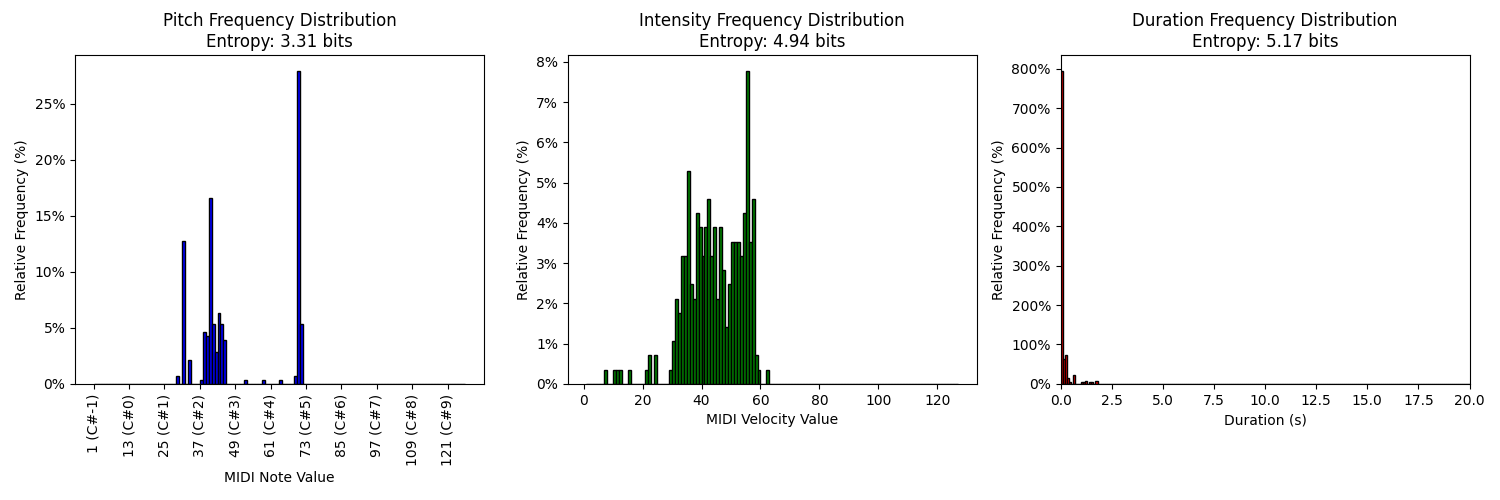 Pitch Frequency Distribution
Entropy: 3.31 bits
Relative Frequency (%)
25%
20%
15%
10%
5%
0%
1 (C#-1)
13 (C#0)
25 (C#1)
37 (C#2)
49 (C#3)
61 (C#4)
73 (C#5)
85 (C#6)
97 (C#7)
109 (C#8)
121 (C#9)
MIDI Note Value
Intensity Frequency Distribution
Entropy: 4.94 bits
Relative Frequency (%)
8%
7%
6%
5%
4%
3%
2%
1%
0%
0 20 40 60 80 100 120
MIDI Velocity Value
Duration Frequency Distribution
Entropy: 5.17 bits
Relative Frequency (%)
800%
700%
600%
500%
400%
300%
200%
100%
0%
0.0 2.5 5.0 7.5 10.0 12.5 15.0 17.5 20.0
Duration (s)